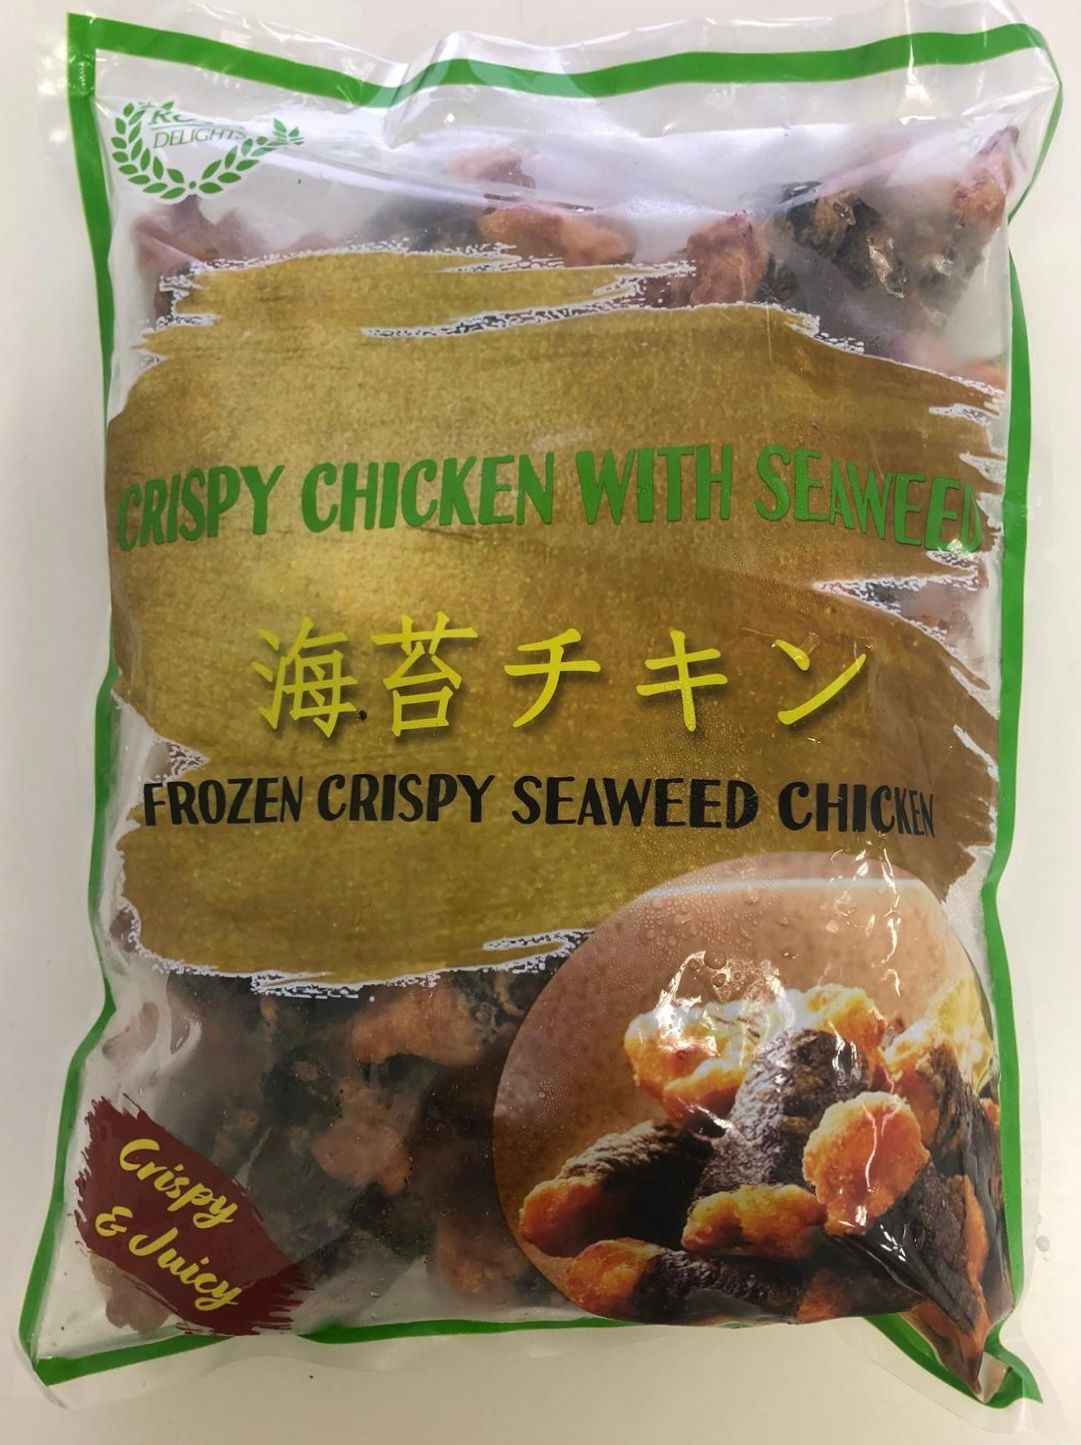 DELIGHTS
CRISPY CHICKEN WITH SEAWEED
海苔チキン
FROZEN CRISPY SEAWEED CHICKEN
Crispy
& Juicy